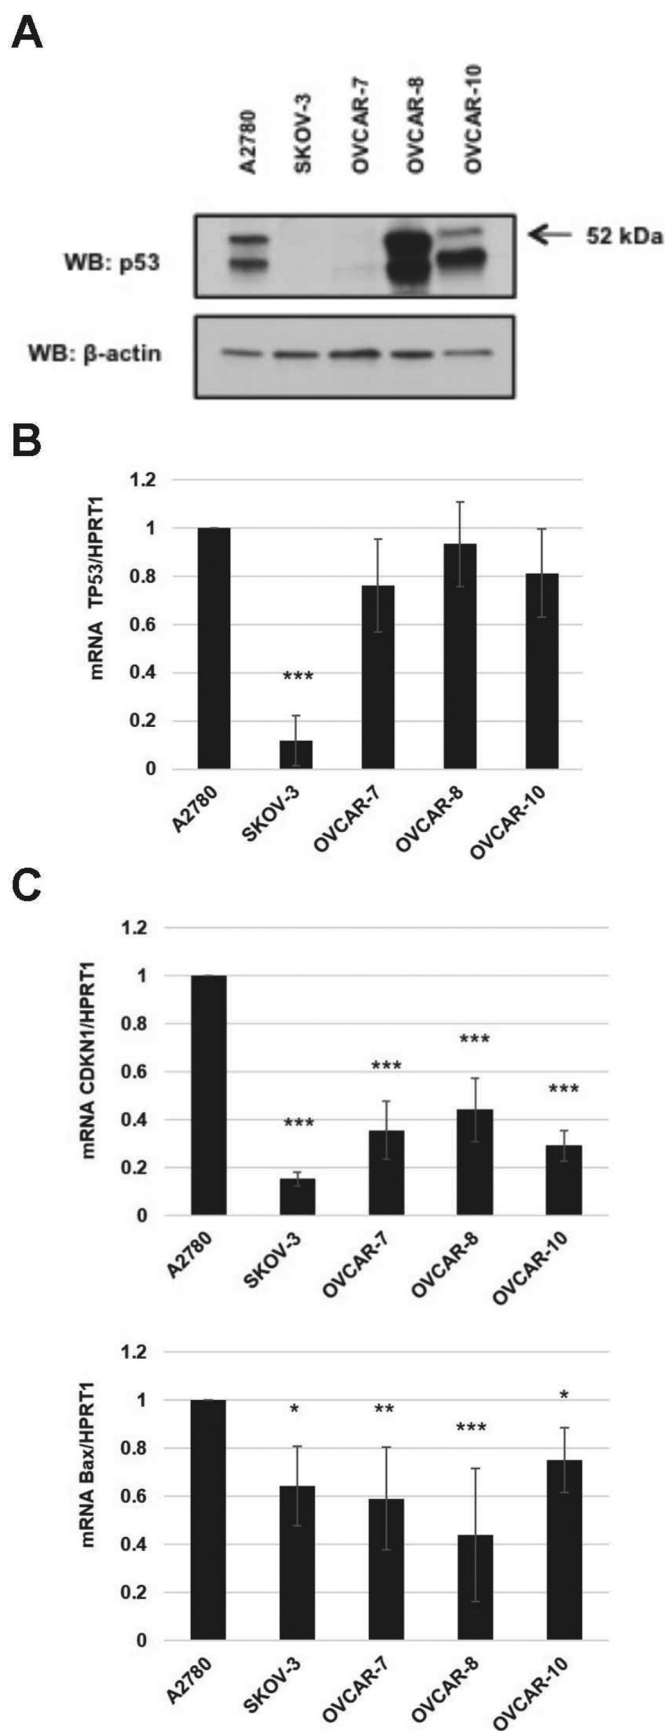 A
A2780
SKOV-3
OVCAR-7
OVCAR-8
OVCAR-10
WB: p53
52 kDa
WB: β-actin
B
mRNA TP53/HPRT1
1.2
1
0.8
0.6
0.4
0.2
0
***
A2780
SKOV-3
OVCAR-7
OVCAR-8
OVCAR-10
C
mRNA CDKN1/HPRT1
1.2
1
0.8
0.6
0.4
0.2
0
***
***
***
***
A2780
SKOV-3
OVCAR-7
OVCAR-8
OVCAR-10
mRNA Bax/HPRT1
1.2
1
0.8
0.6
0.4
0.2
0
*
**
***
*
A2780
SKOV-3
OVCAR-7
OVCAR-8
OVCAR-10